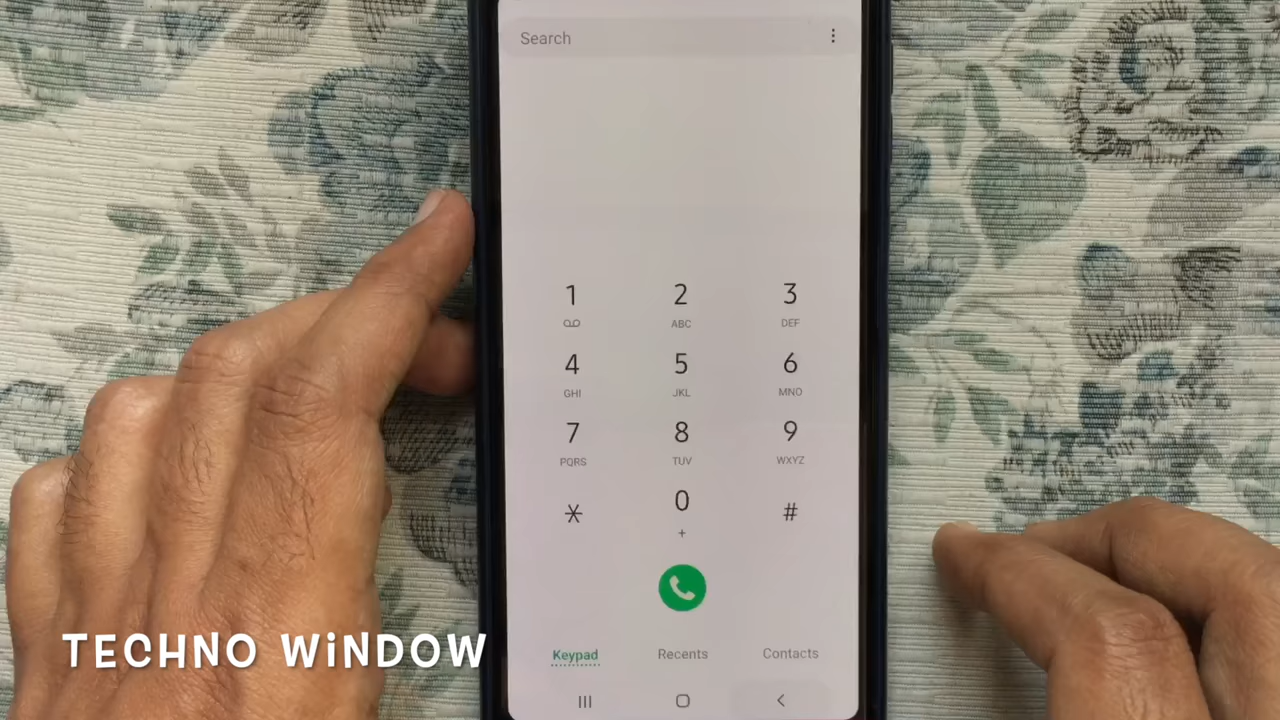 Search
1 2 3
ABC DEF
4 5 6
GHI JKL MNO
7 8 9
PQRS TUV WXYZ
* 0 #
+
Keypad Recents Contacts
TECHNO WiNDOW